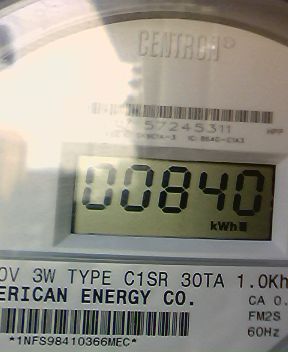 CENTRON®
57245311
HPP
00840
kWh
0V 3W TYPE C1SR 30TA 1.0Kh
ERICAN ENERGY CO.
CA 0.
FM2S
60Hz
*1NFS98410366MEC*